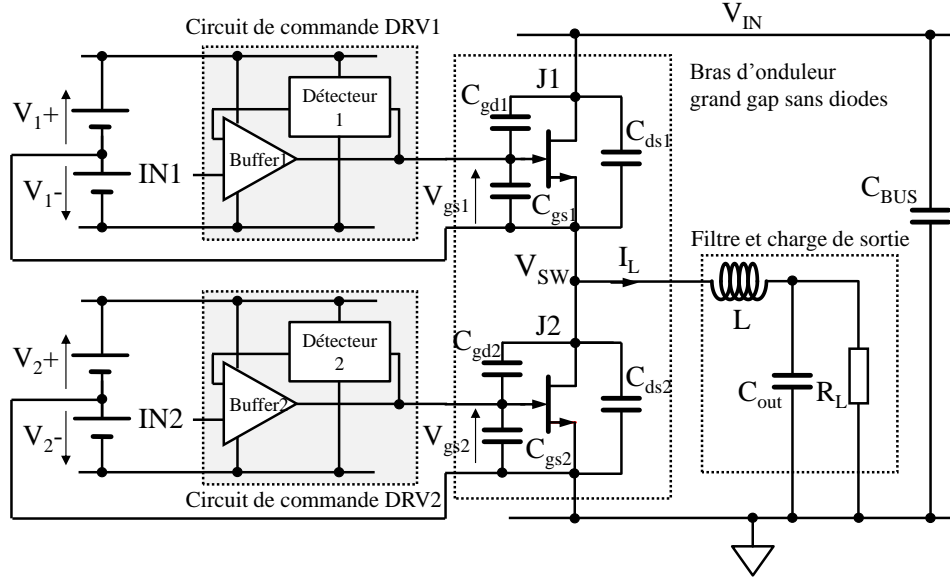 Circuit de commande DRV1
V_IN
V_1+
V_1-
IN1
Détecteur
1
Buffer1
C_gd1
J1
C_ds1
V_gs1
C_gs1
Bras d’onduleur
grand gap sans diodes
C_BUS
Filtre et charge de sortie
V_SW
I_L
L
C_out
R_L
V_2+
V_2-
IN2
Détecteur
2
Buffer2
C_gd2
J2
C_ds2
V_gs2
C_gs2
Circuit de commande DRV2